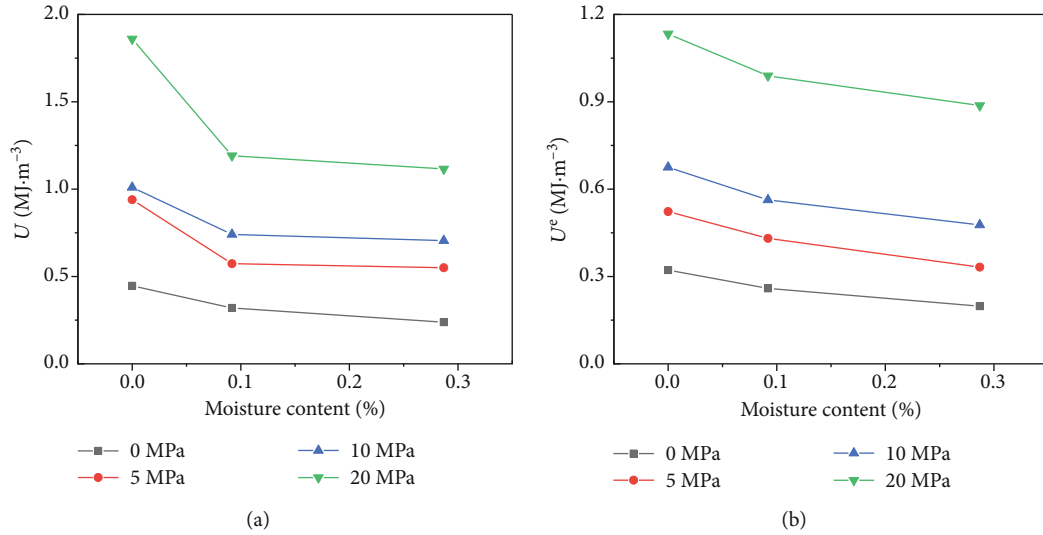 2.0
1.5
1.0
0.5
0.0
U (MJ·m⁻³)
0.0 0.1 0.2 0.3
Moisture content (%)
0 MPa 10 MPa
5 MPa 20 MPa
(a)
1.2
0.9
0.6
0.3
0.0
Uᵉ (MJ·m⁻³)
0.0 0.1 0.2 0.3
Moisture content (%)
0 MPa 10 MPa
5 MPa 20 MPa
(b)